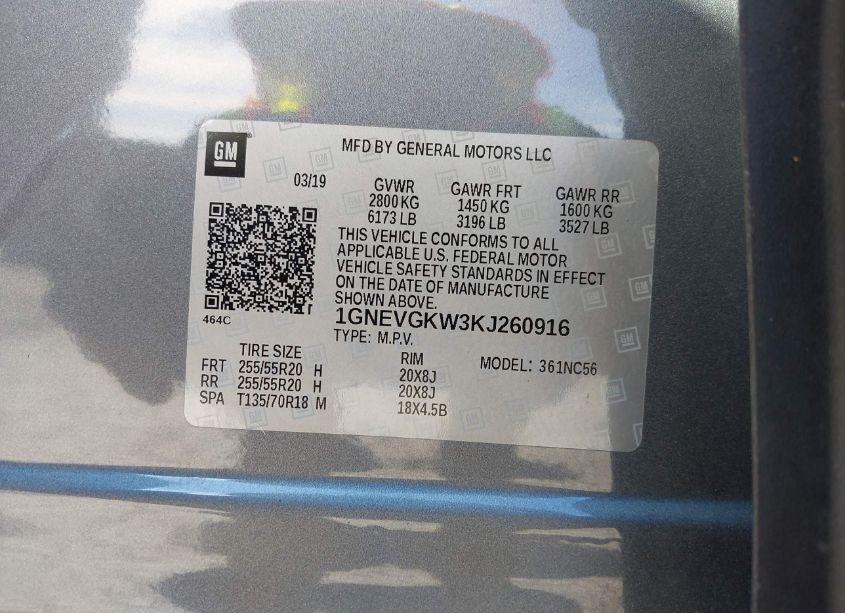 GM
MFD BY GENERAL MOTORS LLC
03/19 GVWR GAWR FRT GAWR RR
2800 KG 1450 KG 1600 KG
6173 LB 3196 LB 3527 LB
THIS VEHICLE CONFORMS TO ALL
APPLICABLE U.S. FEDERAL MOTOR
VEHICLE SAFETY STANDARDS IN EFFECT
ON THE DATE OF MANUFACTURE
SHOWN ABOVE.
464C
1GNEVGKW3KJ260916
TYPE: M.P.V.
TIRE SIZE RIM MODEL: 361NC56
FRT 255/55R20 H 20X8J
RR 255/55R20 H 20X8J
SPA T135/70R18 M 18X4.5B